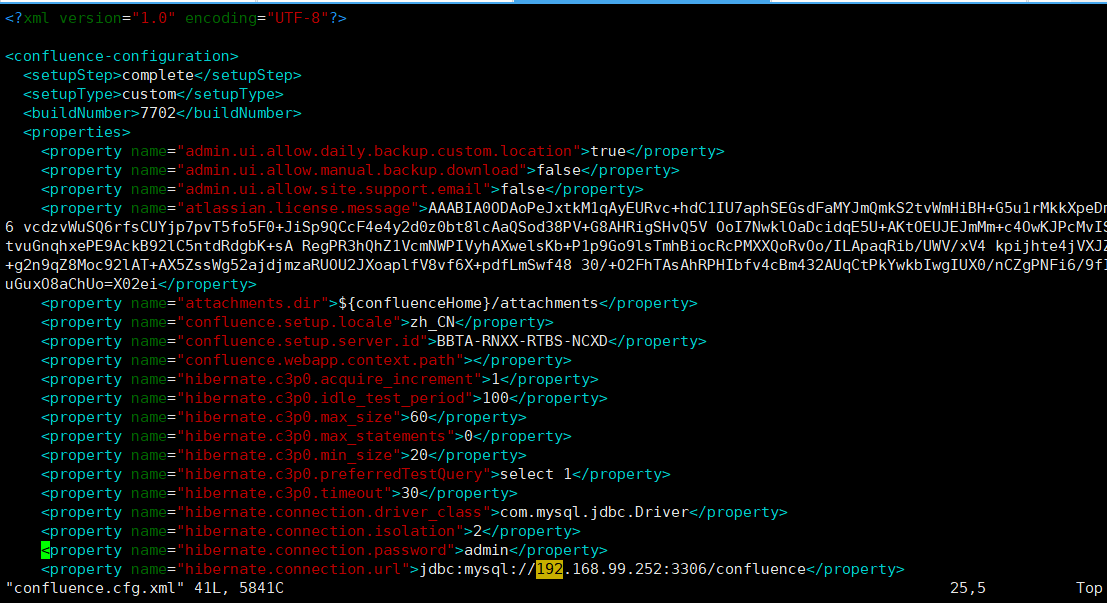 <?xml version="1.0" encoding="UTF-8"?>
<confluence-configuration>
<setupStep>complete</setupStep>
<setupType>custom</setupType>
<buildNumber>7702</buildNumber>
<properties>
<property name="admin.ui.allow.daily.backup.custom.location">true</property>
<property name="admin.ui.allow.manual.backup.download">false</property>
<property name="admin.ui.allow.site.support.email">false</property>
<property name="atlassian.license.message">AAABIA0ODAoPeJxtkM1qAyEURvc+hdC1IU7aphSEGsdFaMYJmQmkS2tvWmHiBH+G5u1rMkkXpeDn
6 vcdzvWuSQ6rfsCUYjp7pvT5fo5F0+JiSp9QCcF4e4y2d0z0bt8lcAaQSod38PV+G8AHRigSHvQ5V OoI7NwklOaDcidqE5U+AKtOEUJEJmMm+c4OwKJPcMvIS
tvuGnqhxePE9AckB92lC5ntdRdgbK+sA RegPR3hQhZ1VcmNWPIVyhAXwelsKb+P1p9Go9lsTmhBiocRcPMXXQoRvOo/ILApaqRib/UWV/xV4 kpijhte4jVXJZ
+g2n9qZ8Moc92lAT+AX5ZssWg52ajdjmzaRUOU2JXoaplfV8vf6X+pdfLmSwf48 30/+O2FhTAsAhRPHIbfv4cBm432AUqCtPkYwkbIwgIUX0/nCZgPNFi6/9fI
uGuxO8aChUo=X02ei</property>
<property name="attachments.dir">${confluenceHome}/attachments</property>
<property name="confluence.setup.locale">zh_CN</property>
<property name="confluence.setup.server.id">BBTA-RNXX-RTBS-NCXD</property>
<property name="confluence.webapp.context.path"></property>
<property name="hibernate.c3p0.acquire_increment">1</property>
<property name="hibernate.c3p0.idle_test_period">100</property>
<property name="hibernate.c3p0.max_size">60</property>
<property name="hibernate.c3p0.max_statements">0</property>
<property name="hibernate.c3p0.min_size">20</property>
<property name="hibernate.c3p0.preferredTestQuery">select 1</property>
<property name="hibernate.c3p0.timeout">30</property>
<property name="hibernate.connection.driver_class">com.mysql.jdbc.Driver</property>
<property name="hibernate.connection.isolation">2</property>
<property name="hibernate.connection.password">admin</property>
<property name="hibernate.connection.url">jdbc:mysql://192.168.99.252:3306/confluence</property>
"confluence.cfg.xml" 41L, 5841C 25,5 Top